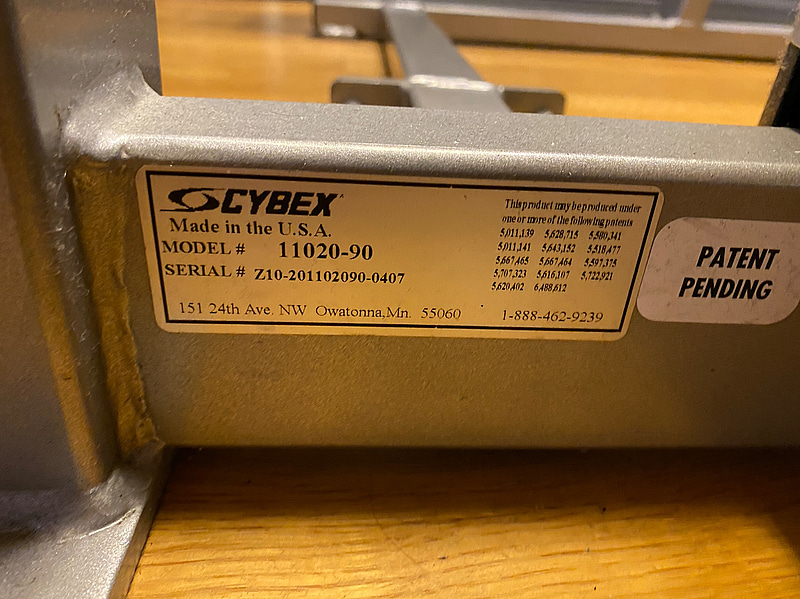 CYBEX
Made in the U.S.A.
MODEL # 11020-90
SERIAL # Z10-201102090-0407
151 24th Ave. NW Owatonna,Mn. 55060
This product may be produced under
one or more of the following patents
5,011,139 5,628,715 5,580,341
5,011,141 5,643,152 5,518,477
5,667,465 5,667,464 5,597,375
5,707,323 5,616,107 5,722,921
5,620,402 6,488,612
1-888-462-9239
PATENT
PENDING